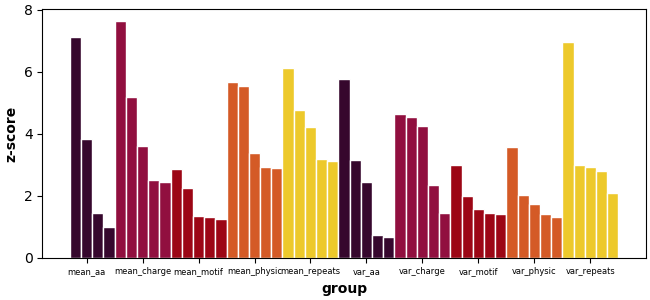 8
6
4
2
0
z-score
mean_aa mean_charge mean_motif mean_physic mean_repeats var_aa var_charge var_motif var_physic var_repeats
group